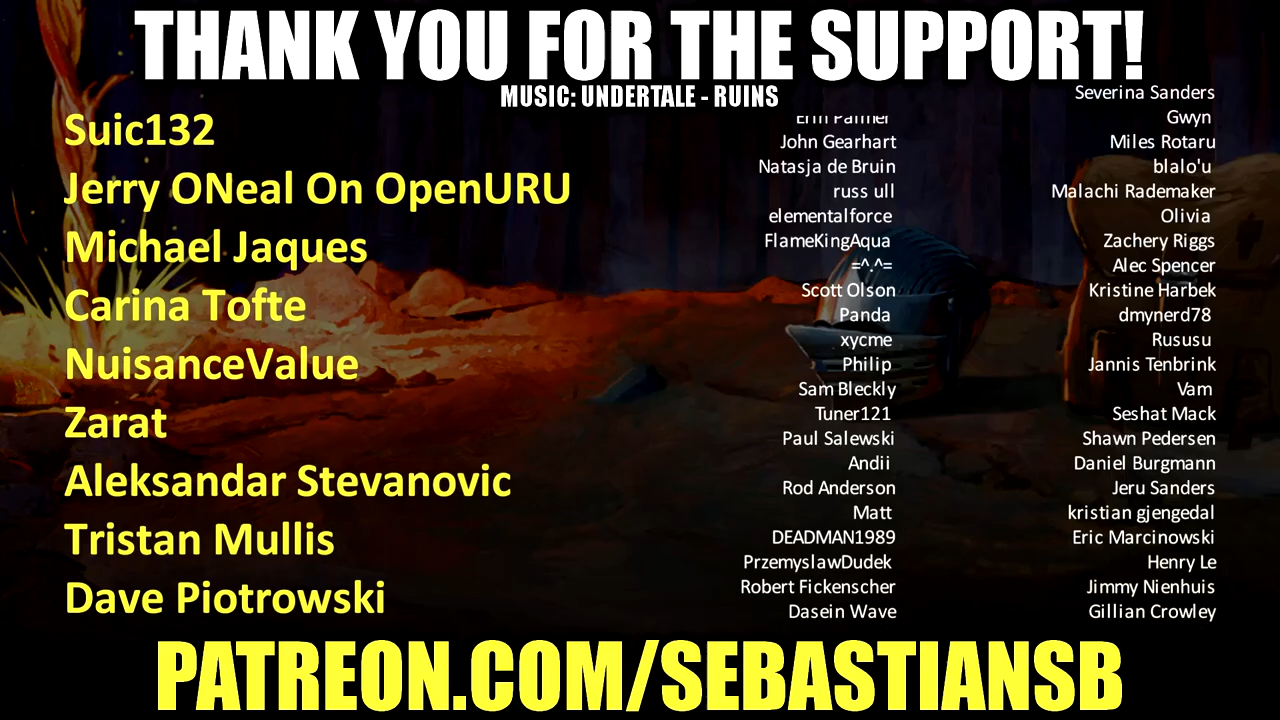 THANK YOU FOR THE SUPPORT!
MUSIC: UNDERTALE - RUINS
Suic132
Jerry ONeal On OpenURU
Michael Jaques
Carina Tofte
NuisanceValue
Zarat
Aleksandar Stevanovic
Tristan Mullis
Dave Piotrowski
Erin Palmer
John Gearhart
Natasja de Bruin
russ ull
elementalforce
FlameKingAqua
=^.^=
Scott Olson
Panda
xycme
Philip
Sam Bleckly
Tuner121
Paul Salewski
Andii
Rod Anderson
Matt
DEADMAN1989
PrzemyslawDudek
Robert Fickenscher
Dasein Wave
Severina Sanders
Gwyn
Miles Rotaru
blalo'u
Malachi Rademaker
Olivia
Zachery Riggs
Alec Spencer
Kristine Harbek
dmynerd78
Rususu
Jannis Tenbrink
Vam
Seshat Mack
Shawn Pedersen
Daniel Burgmann
Jeru Sanders
kristian gjengedal
Eric Marcinowski
Henry Le
Jimmy Nienhuis
Gillian Crowley
PATREON.COM/SEBASTIANSB